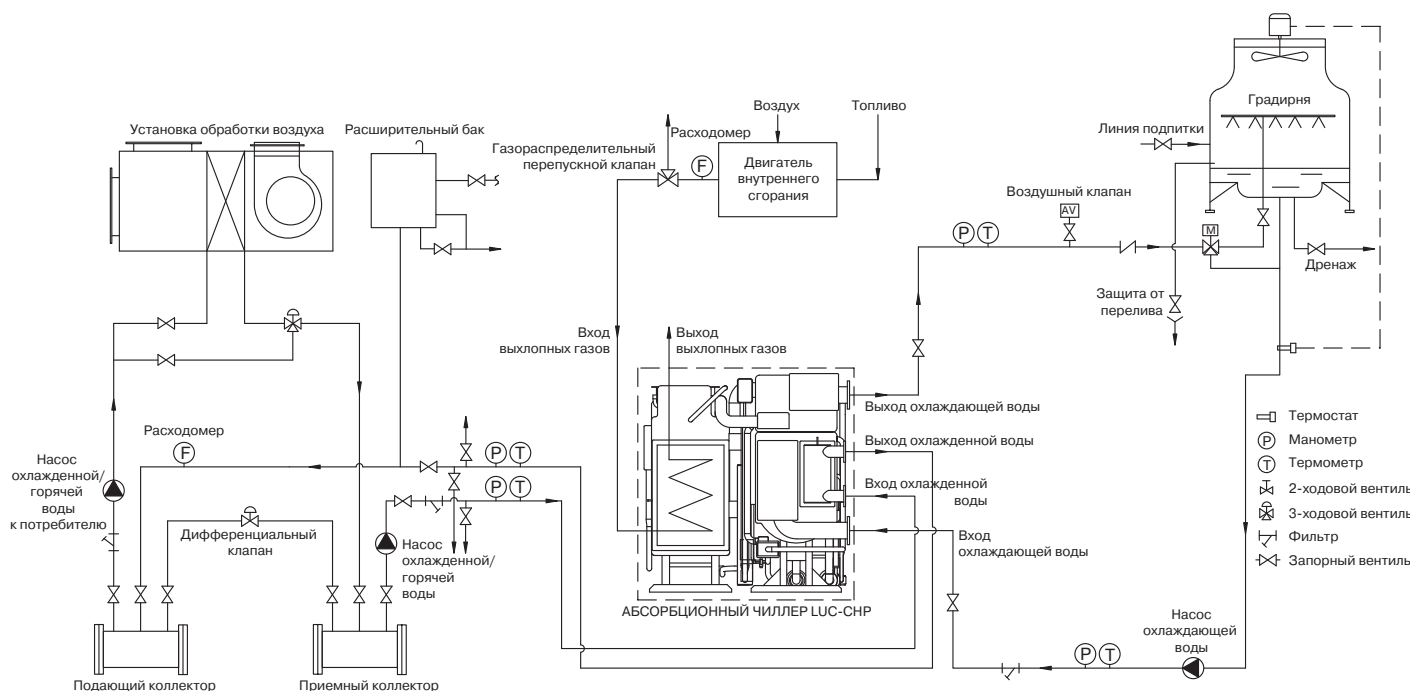 Установка обработки воздуха
Расширительный бак
Газораспределительный
перепускной клапан
Расходомер
F
Воздух
Топливо
Двигатель
внутреннего
сгорания
Градирня
Линия подпитки
Воздушный клапан
AV
P
T
M
Дренаж
Защита от
перелива
Вход
выхлопных газов
Выход
выхлопных газов
Выход охлаждающей воды
Выход охлажденной воды
Вход охлажденной
воды
Вход
охлаждающей воды
АБСОРБЦИОННЫЙ ЧИЛЛЕР LUC-CHP
Расходомер
F
P
T
P
T
Насос
охлажденной/
горячей
воды
к потребителю
Дифференциальный
клапан
Насос
охлажденной/
горячей
воды
Подающий коллектор
Приемный коллектор
Насос
охлаждающей
воды
P
T
Термостат
P Манометр
T Термометр
2-ходовой вентиль
3-ходовой вентиль
Фильтр
Запорный вентиль